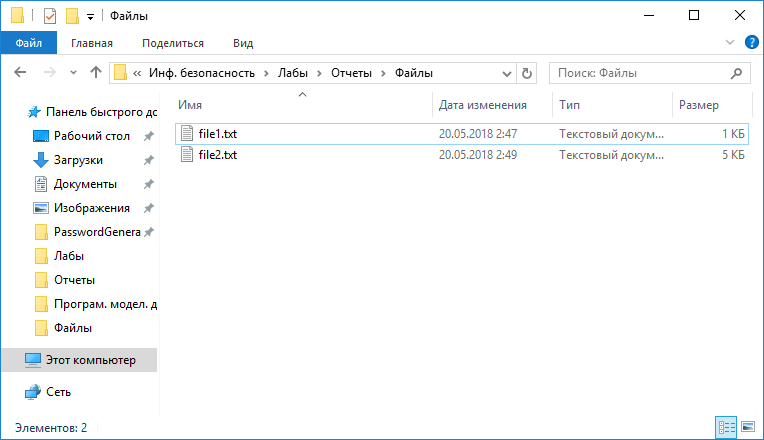 Файлы
Файл Главная Поделиться Вид
« Инф. безопасность Лабы Отчеты Файлы Поиск: Файлы
Имя Дата изменения Тип Размер
file1.txt 20.05.2018 2:47 Текстовый докум... 1 КБ
file2.txt 20.05.2018 2:49 Текстовый докум... 5 КБ
Панель быстрого дс
Рабочий стол
Загрузки
Документы
Изображения
PasswordGenera
Лабы
Отчеты
Програм. модел. д
Файлы
Этот компьютер
Сеть
Элементов: 2